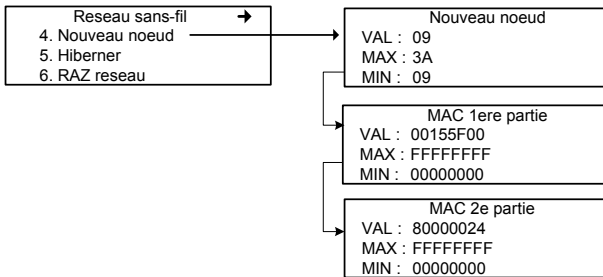 Reseau sans-fil
4. Nouveau noeud
5. Hiberner
6. RAZ reseau
Nouveau noeud
VAL : 09
MAX : 3A
MIN : 09
MAC 1ere partie
VAL : 00155F00
MAX : FFFFFFFF
MIN : 00000000
MAC 2e partie
VAL : 80000024
MAX : FFFFFFFF
MIN : 00000000